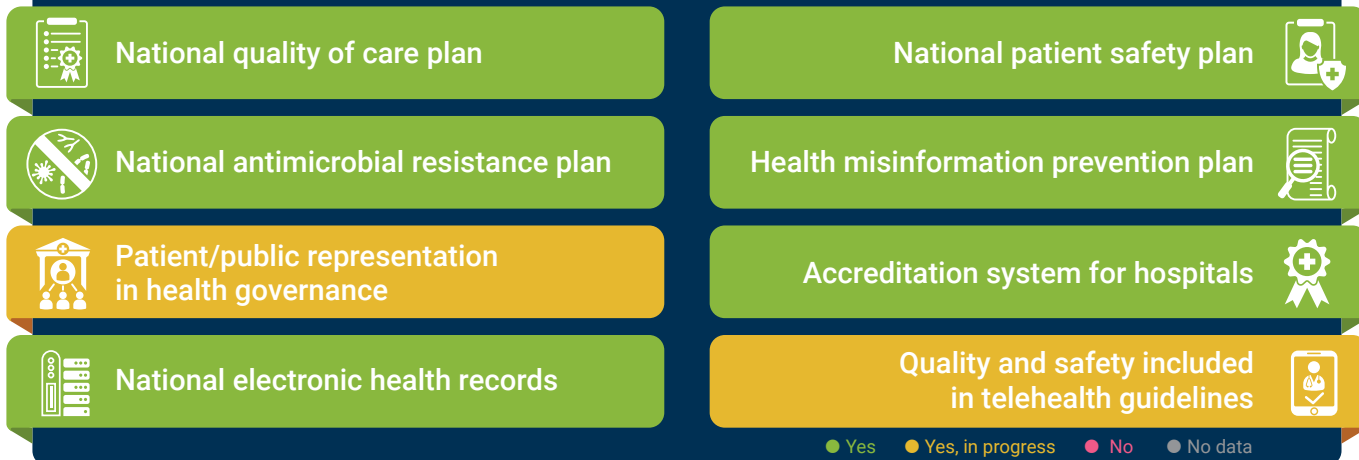 National quality of care plan
National patient safety plan
National antimicrobial resistance plan
Health misinformation prevention plan
Patient/public representation
in health governance
Accreditation system for hospitals
National electronic health records
Quality and safety included
in telehealth guidelines
Yes Yes, in progress No No data